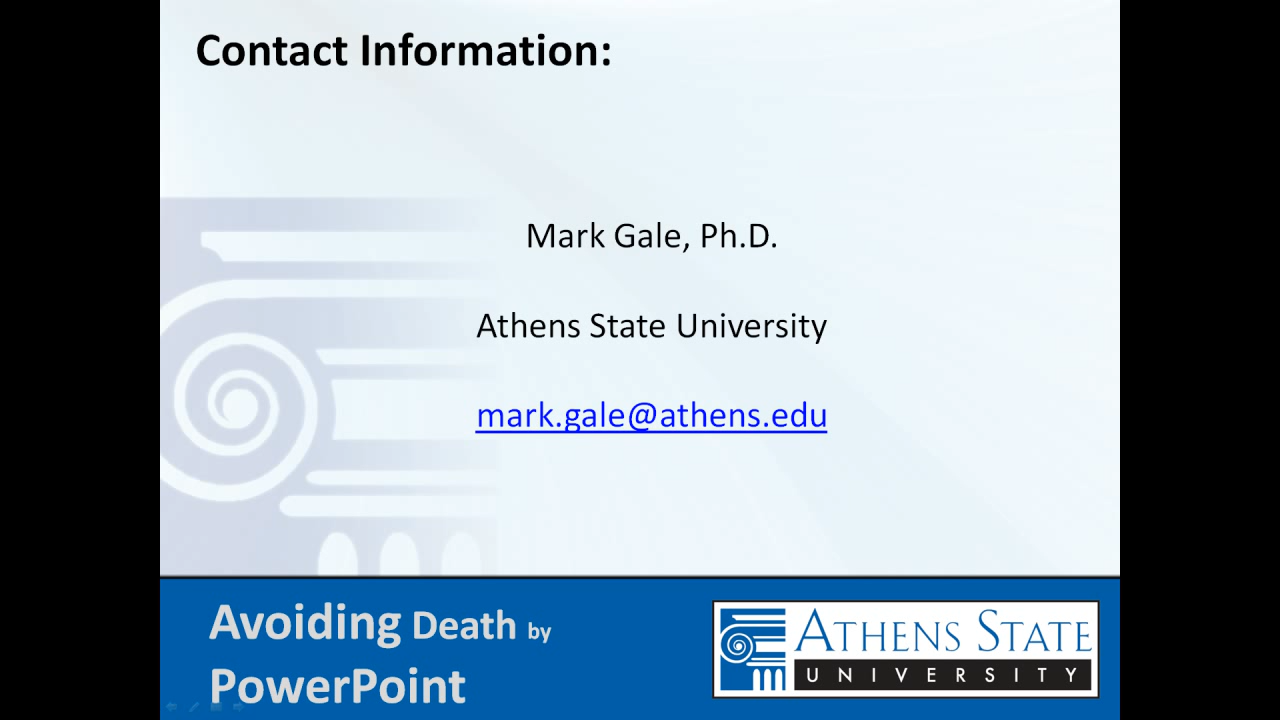 Contact Information:
Mark Gale, Ph.D.
Athens State University
mark.gale@athens.edu
Avoiding Death by
PowerPoint
ATHENS STATE
UNIVERSITY